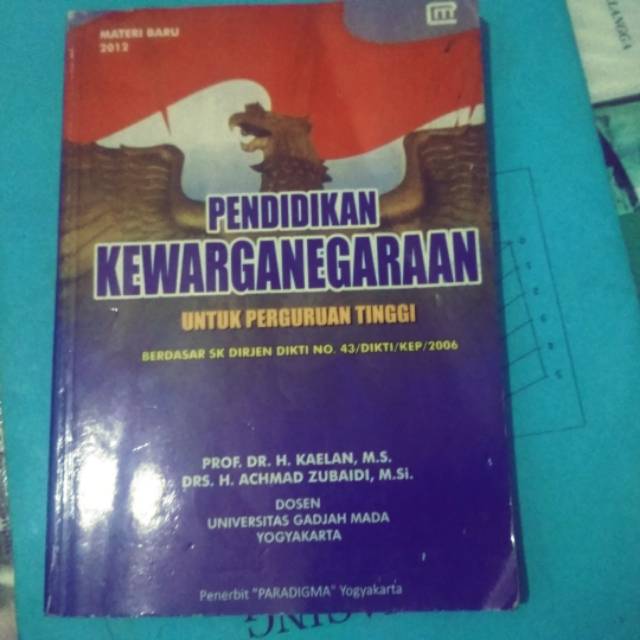 MATERI BARU
2012
PENDIDIKAN
KEWARGANEGARAAN
UNTUK PERGURUAN TINGGI
BERDASAR SK DIRJEN DIKTI NO. 43/DIKTI/KEP/2006
PROF. DR. H. KAELAN, M.S.
DRS. H. ACHMAD ZUBAIDI, M.Si.
DOSEN
UNIVERSITAS GADJAH MADA
YOGYAKARTA
Penerbit "PARADIGMA" Yogyakarta